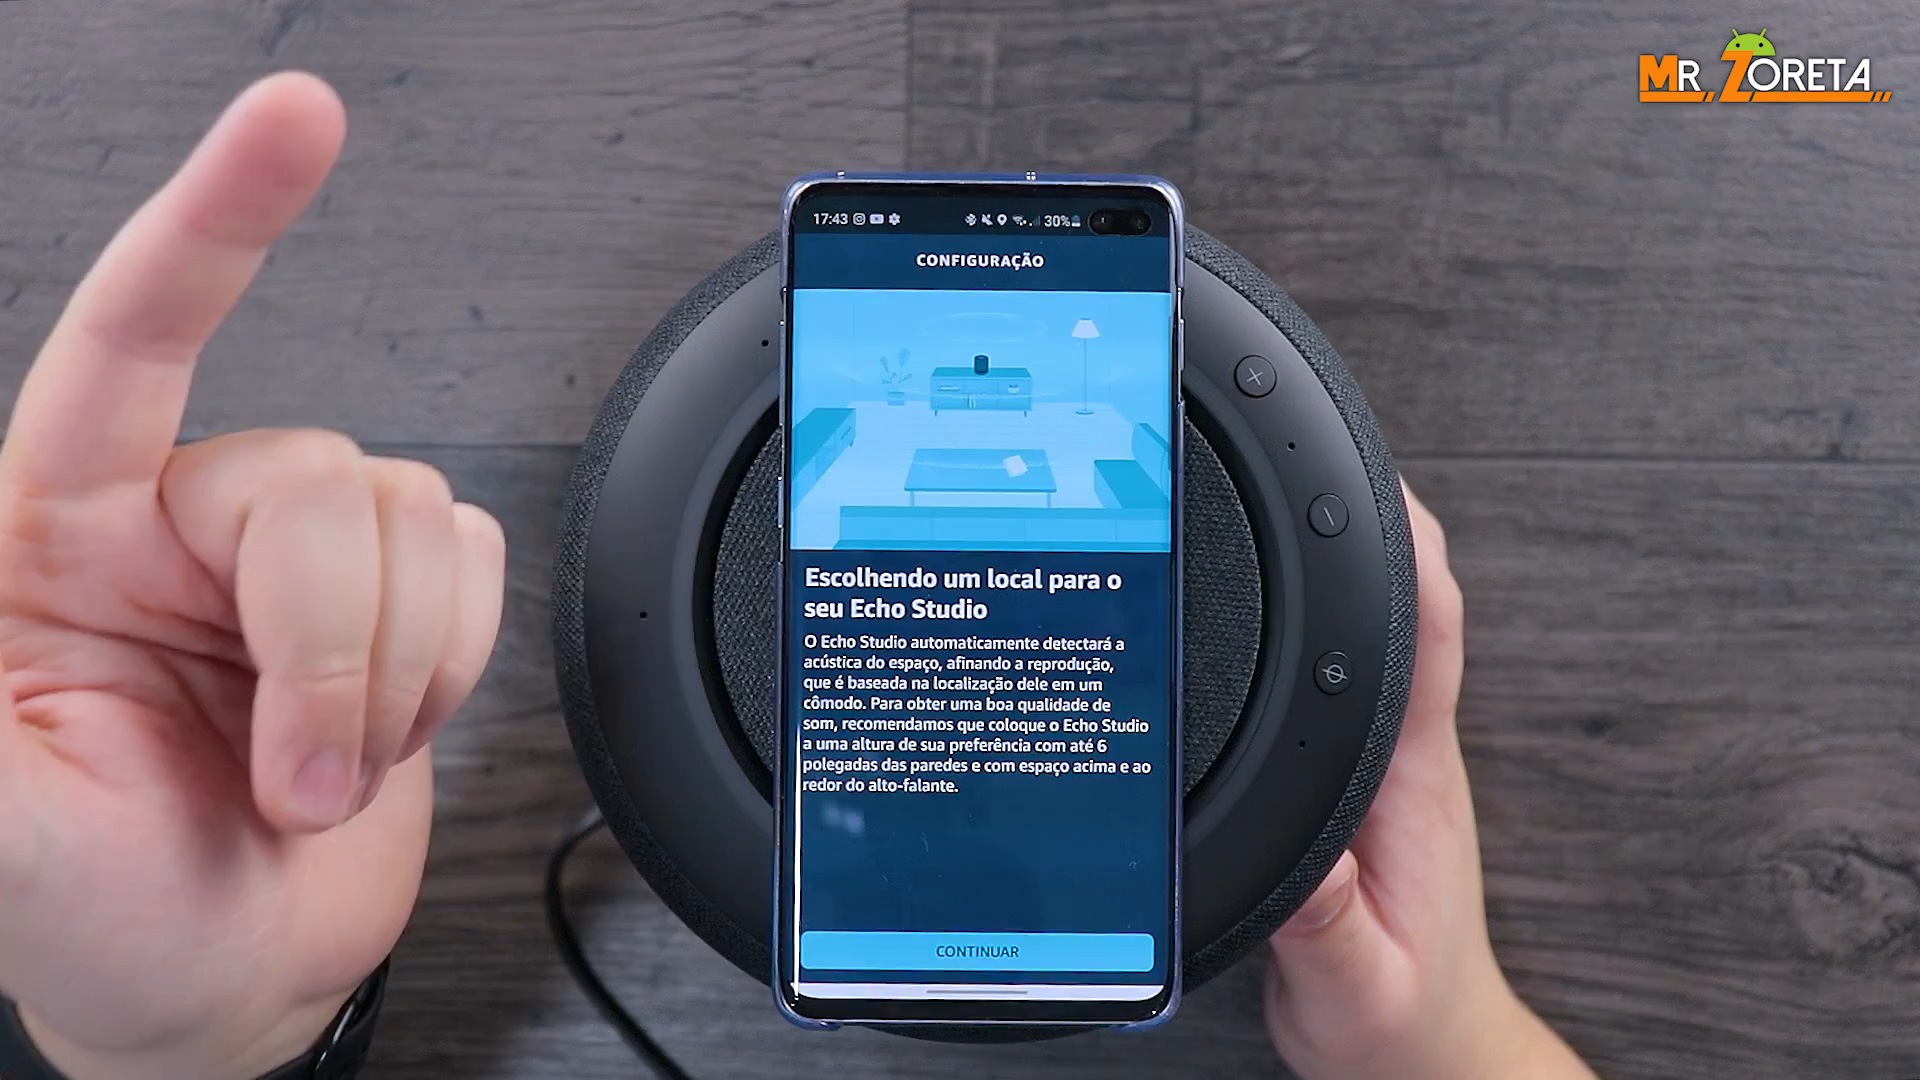 MR. ZORETA
17:43
30%
CONFIGURAÇÃO
Escolhendo um local para o
seu Echo Studio
O Echo Studio automaticamente detectará a
acústica do espaço, afinando a reprodução,
que é baseada na localização dele em um
cômodo. Para obter uma boa qualidade de
som, recomendamos que coloque o Echo Studio
a uma altura de sua preferência com até 6
polegadas das paredes e com espaço acima e ao
redor do alto-falante.
CONTINUAR